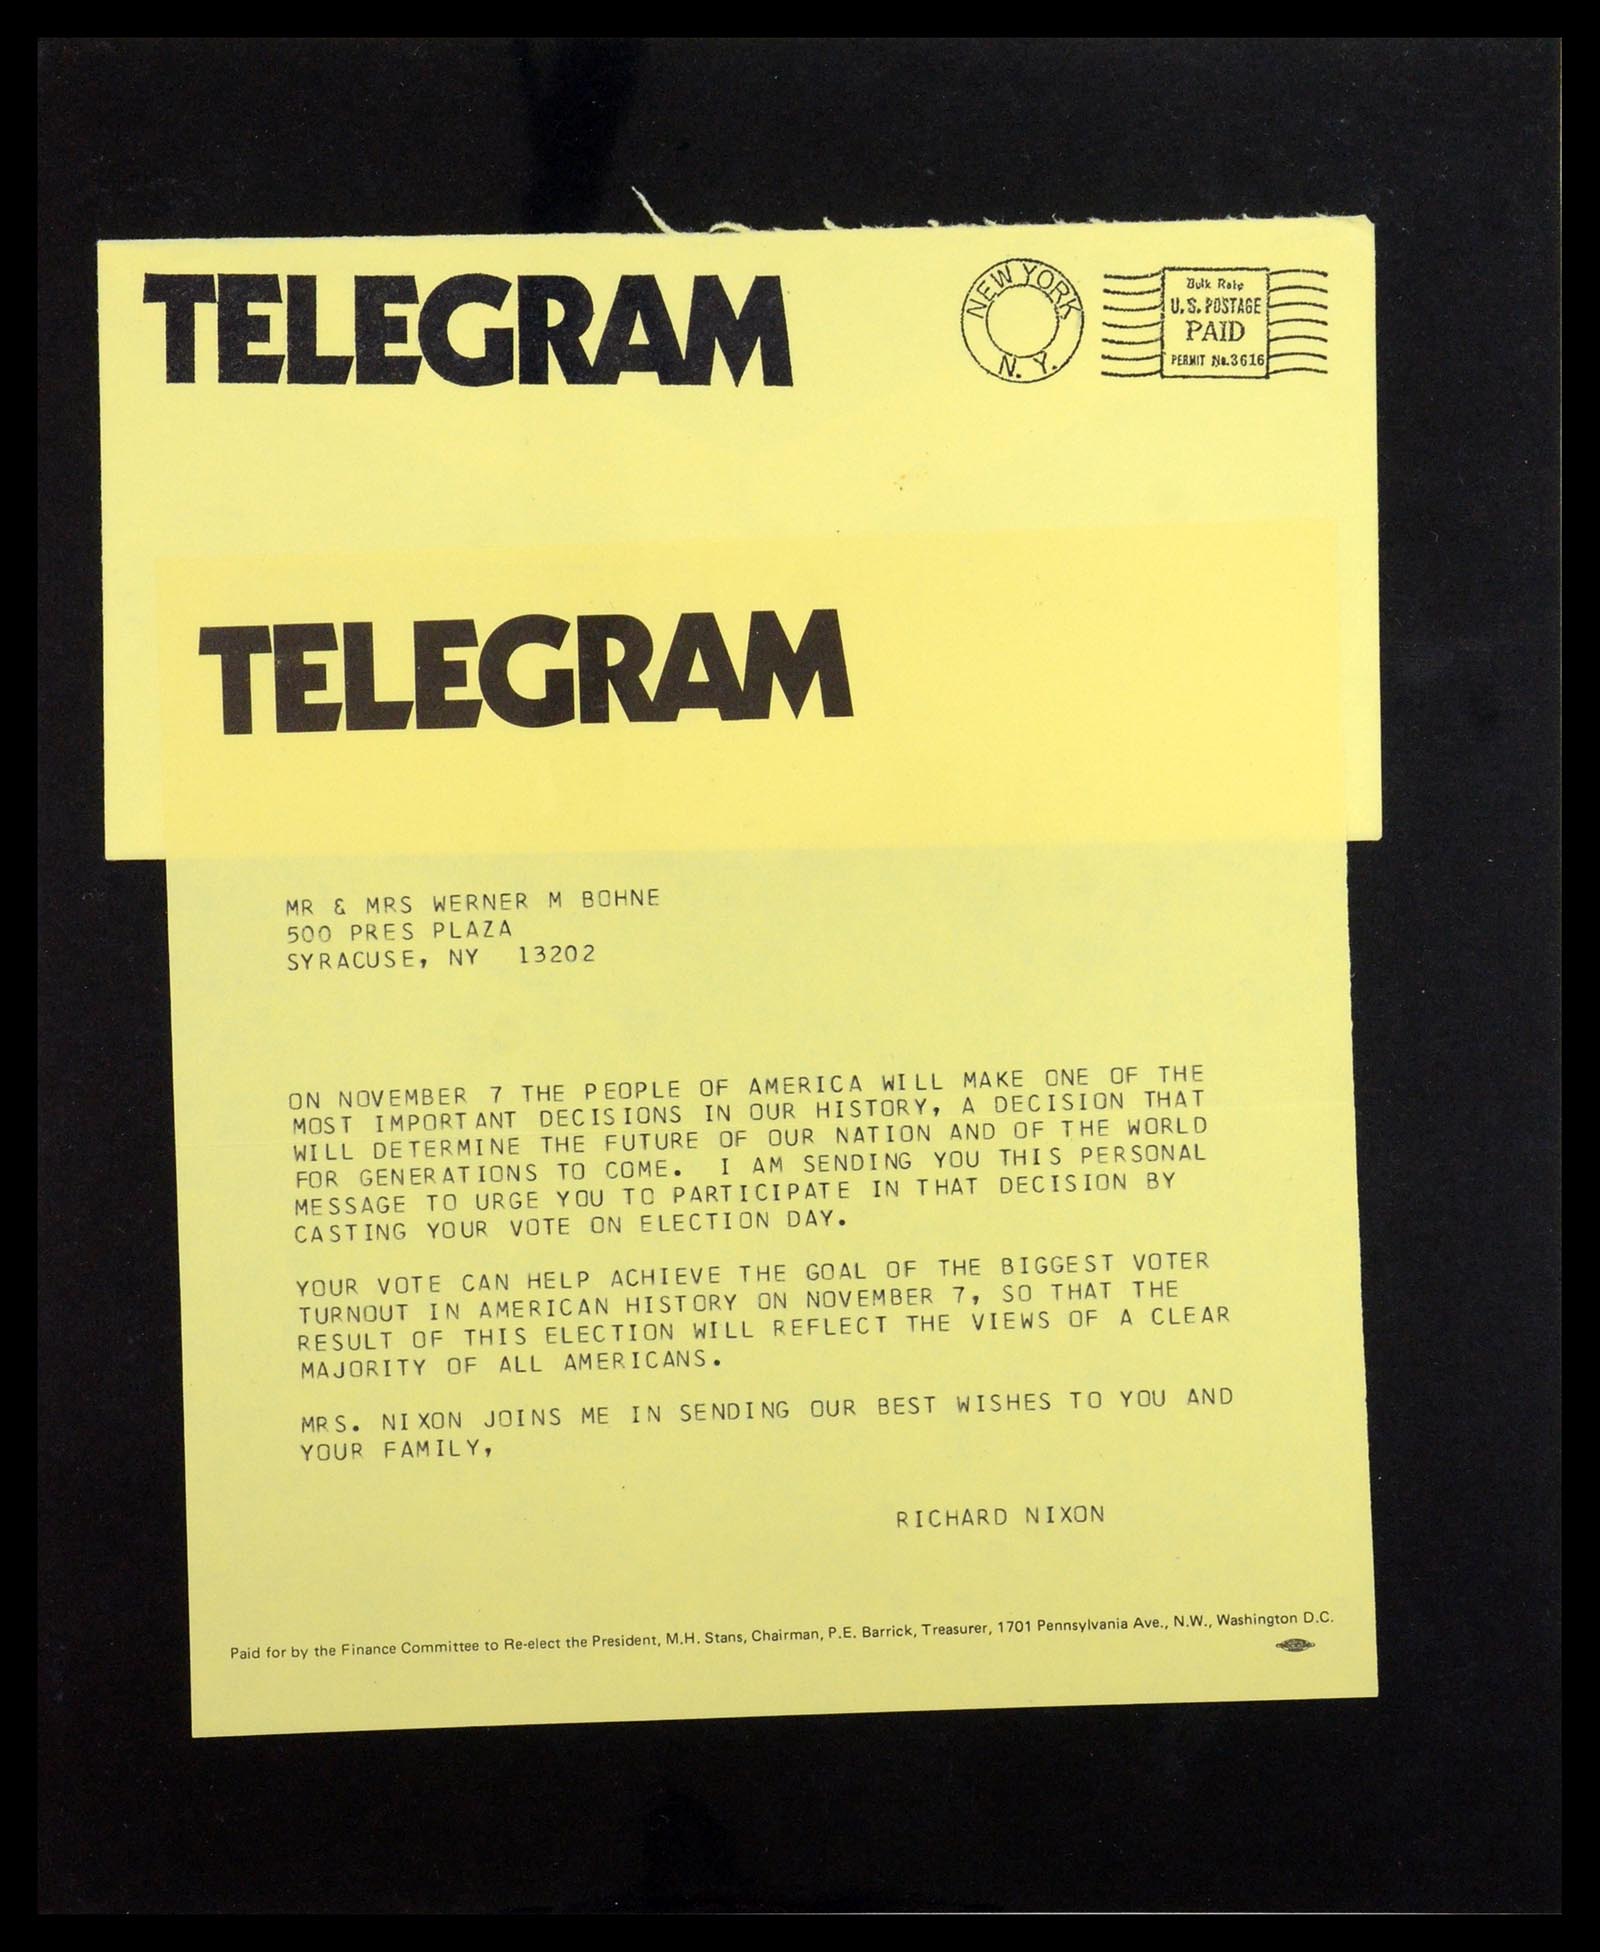 TELEGRAM
NEW YORK
N. Y.
Bulk Rate
U.S. POSTAGE
PAID
PERMIT No. 3616
TELEGRAM
MR & MRS WERNER M BOHNE
500 PRES PLAZA
SYRACUSE, NY 13202
ON NOVEMBER 7 THE PEOPLE OF AMERICA WILL MAKE ONE OF THE
MOST IMPORTANT DECISIONS IN OUR HISTORY, A DECISION THAT
WILL DETERMINE THE FUTURE OF OUR NATION AND OF THE WORLD
FOR GENERATIONS TO COME. I AM SENDING YOU THIS PERSONAL
MESSAGE TO URGE YOU TO PARTICIPATE IN THAT DECISION BY
CASTING YOUR VOTE ON ELECTION DAY.
YOUR VOTE CAN HELP ACHIEVE THE GOAL OF THE BIGGEST VOTER
TURNOUT IN AMERICAN HISTORY ON NOVEMBER 7, SO THAT THE
RESULT OF THIS ELECTION WILL REFLECT THE VIEWS OF A CLEAR
MAJORITY OF ALL AMERICANS.
MRS. NIXON JOINS ME IN SENDING OUR BEST WISHES TO YOU AND
YOUR FAMILY,
RICHARD NIXON
Paid for by the Finance Committee to Re-elect the President, M.H. Stans, Chairman, P.E. Barrick, Treasurer, 1701 Pennsylvania Ave., N.W., Washington D.C.